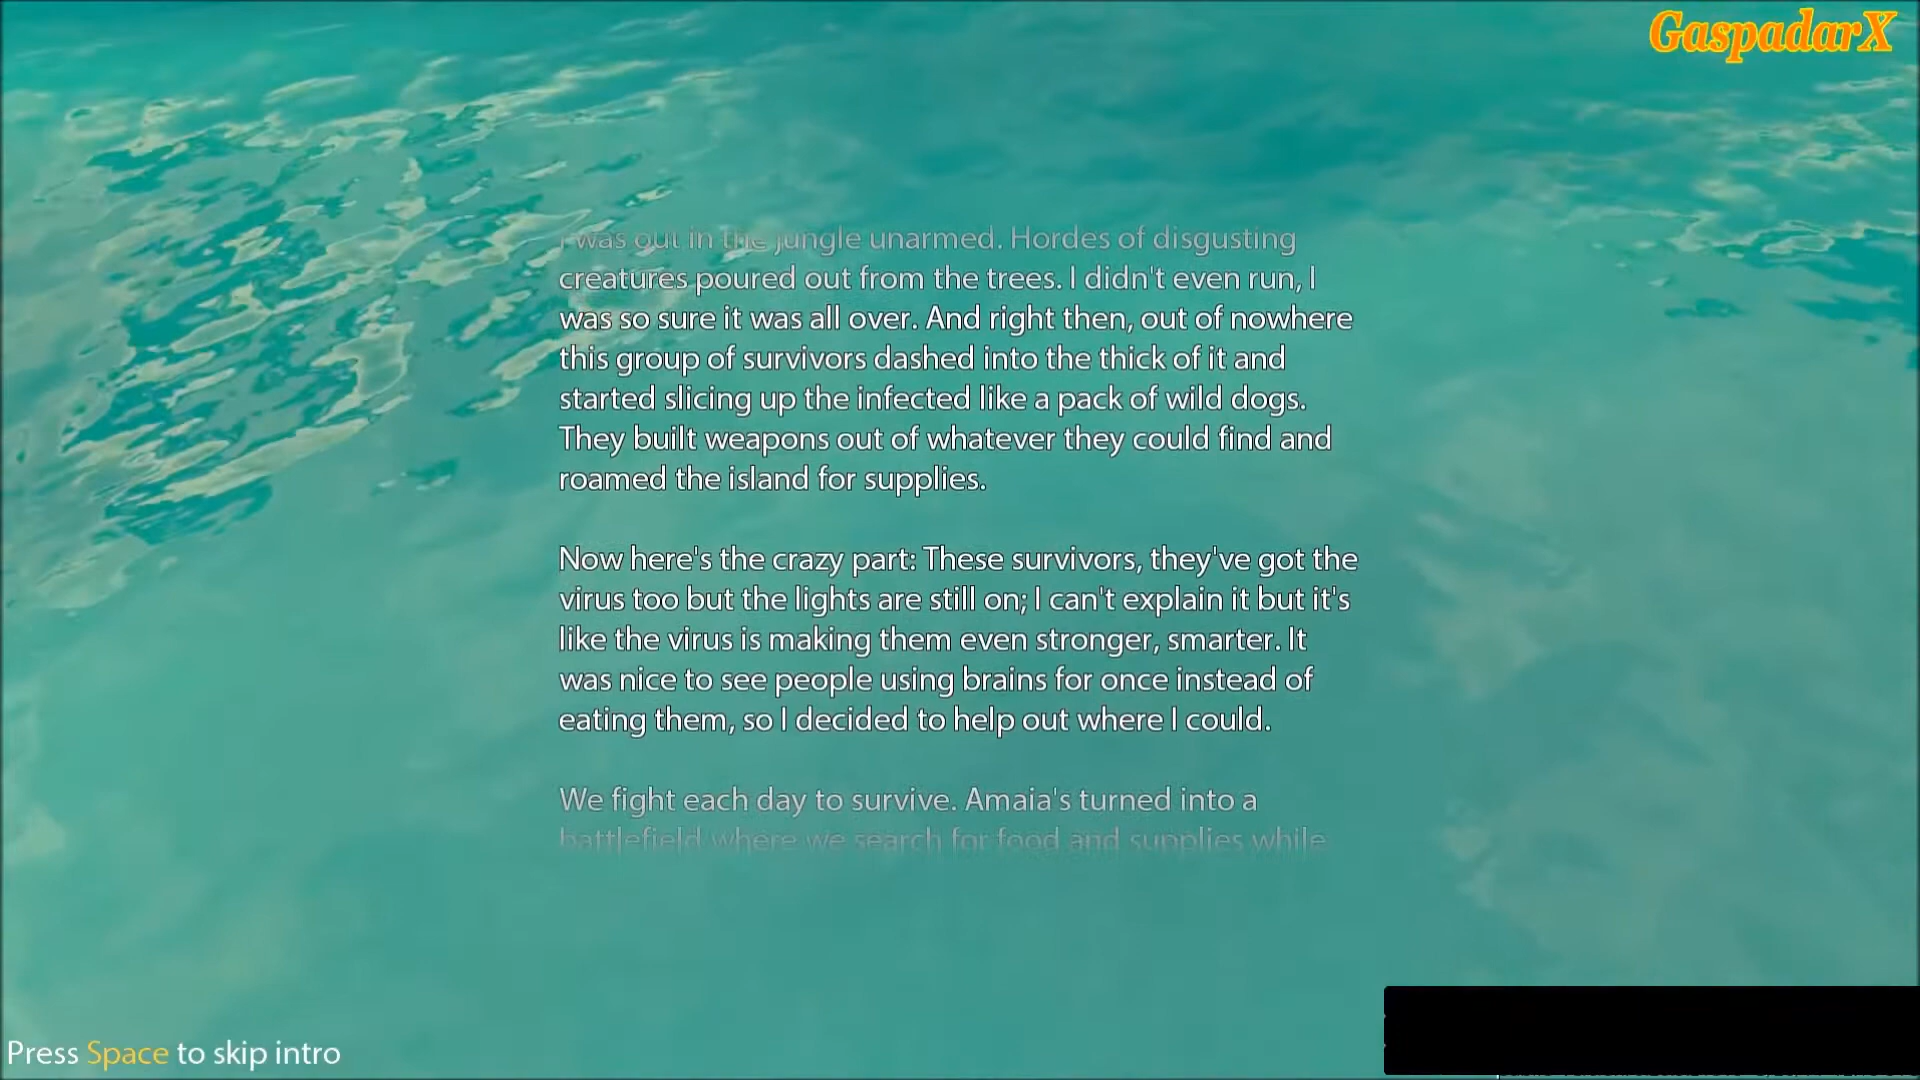 GaspadarX
I was out in the jungle unarmed. Hordes of disgusting
creatures poured out from the trees. I didn't even run, I
was so sure it was all over. And right then, out of nowhere
this group of survivors dashed into the thick of it and
started slicing up the infected like a pack of wild dogs.
They built weapons out of whatever they could find and
roamed the island for supplies.
Now here's the crazy part: These survivors, they've got the
virus too but the lights are still on; I can't explain it but it's
like the virus is making them even stronger, smarter. It
was nice to see people using brains for once instead of
eating them, so I decided to help out where I could.
We fight each day to survive. Amaia's turned into a
battlefield where we search for food and supplies while
Press Space to skip intro